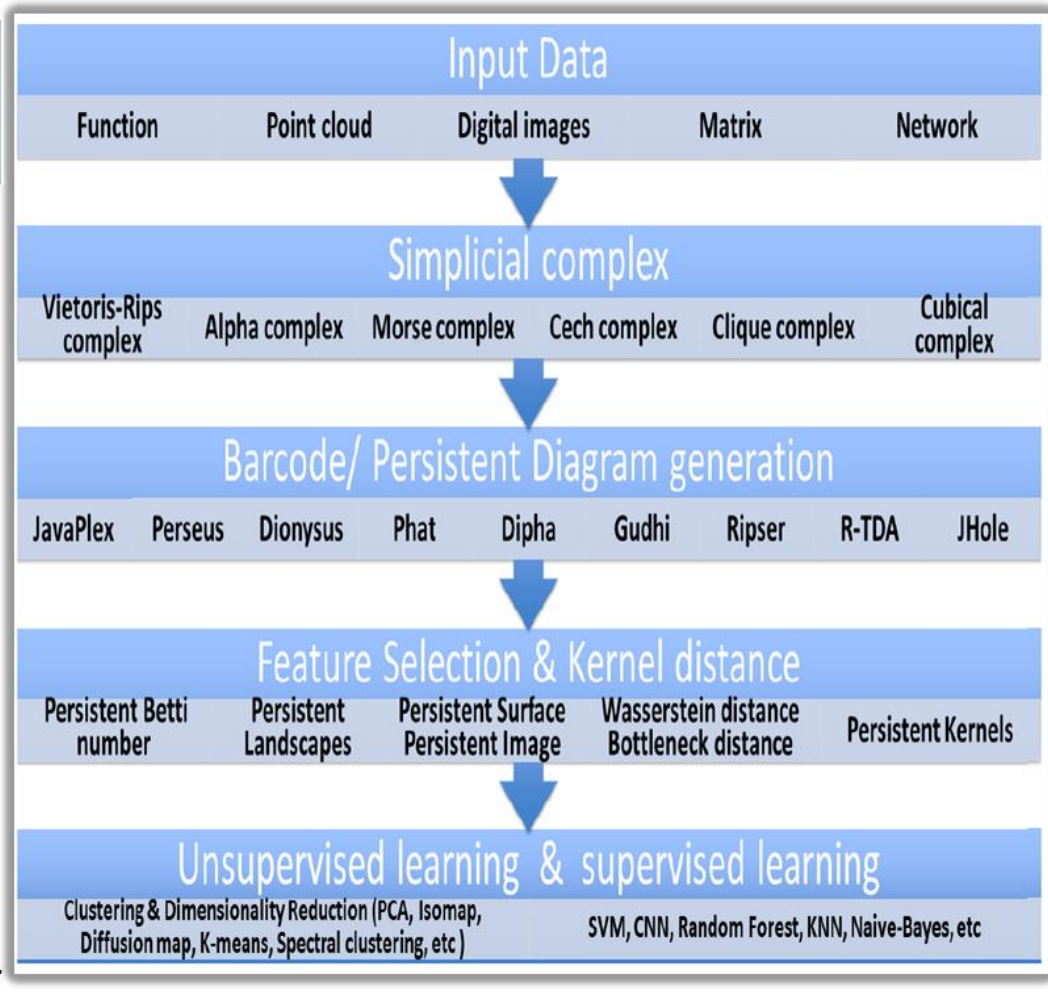 Input Data
Function Point cloud Digital images Matrix Network
Simplicial complex
Vietoris-Rips
complex
Alpha complex Morse complex Cech complex Clique complex
Cubical
complex
Barcode/ Persistent Diagram generation
JavaPlex Perseus Dionysus Phat Dipha Gudhi Ripser R-TDA JHole
Feature Selection & Kernel distance
Persistent Betti
number
Persistent
Landscapes
Persistent Surface
Persistent Image
Wasserstein distance
Bottleneck distance
Persistent Kernels
Unsupervised learning & supervised learning
Clustering & Dimensionality Reduction (PCA, Isomap,
Diffusion map, K-means, Spectral clustering, etc )
SVM, CNN, Random Forest, KNN, Naive-Bayes, etc